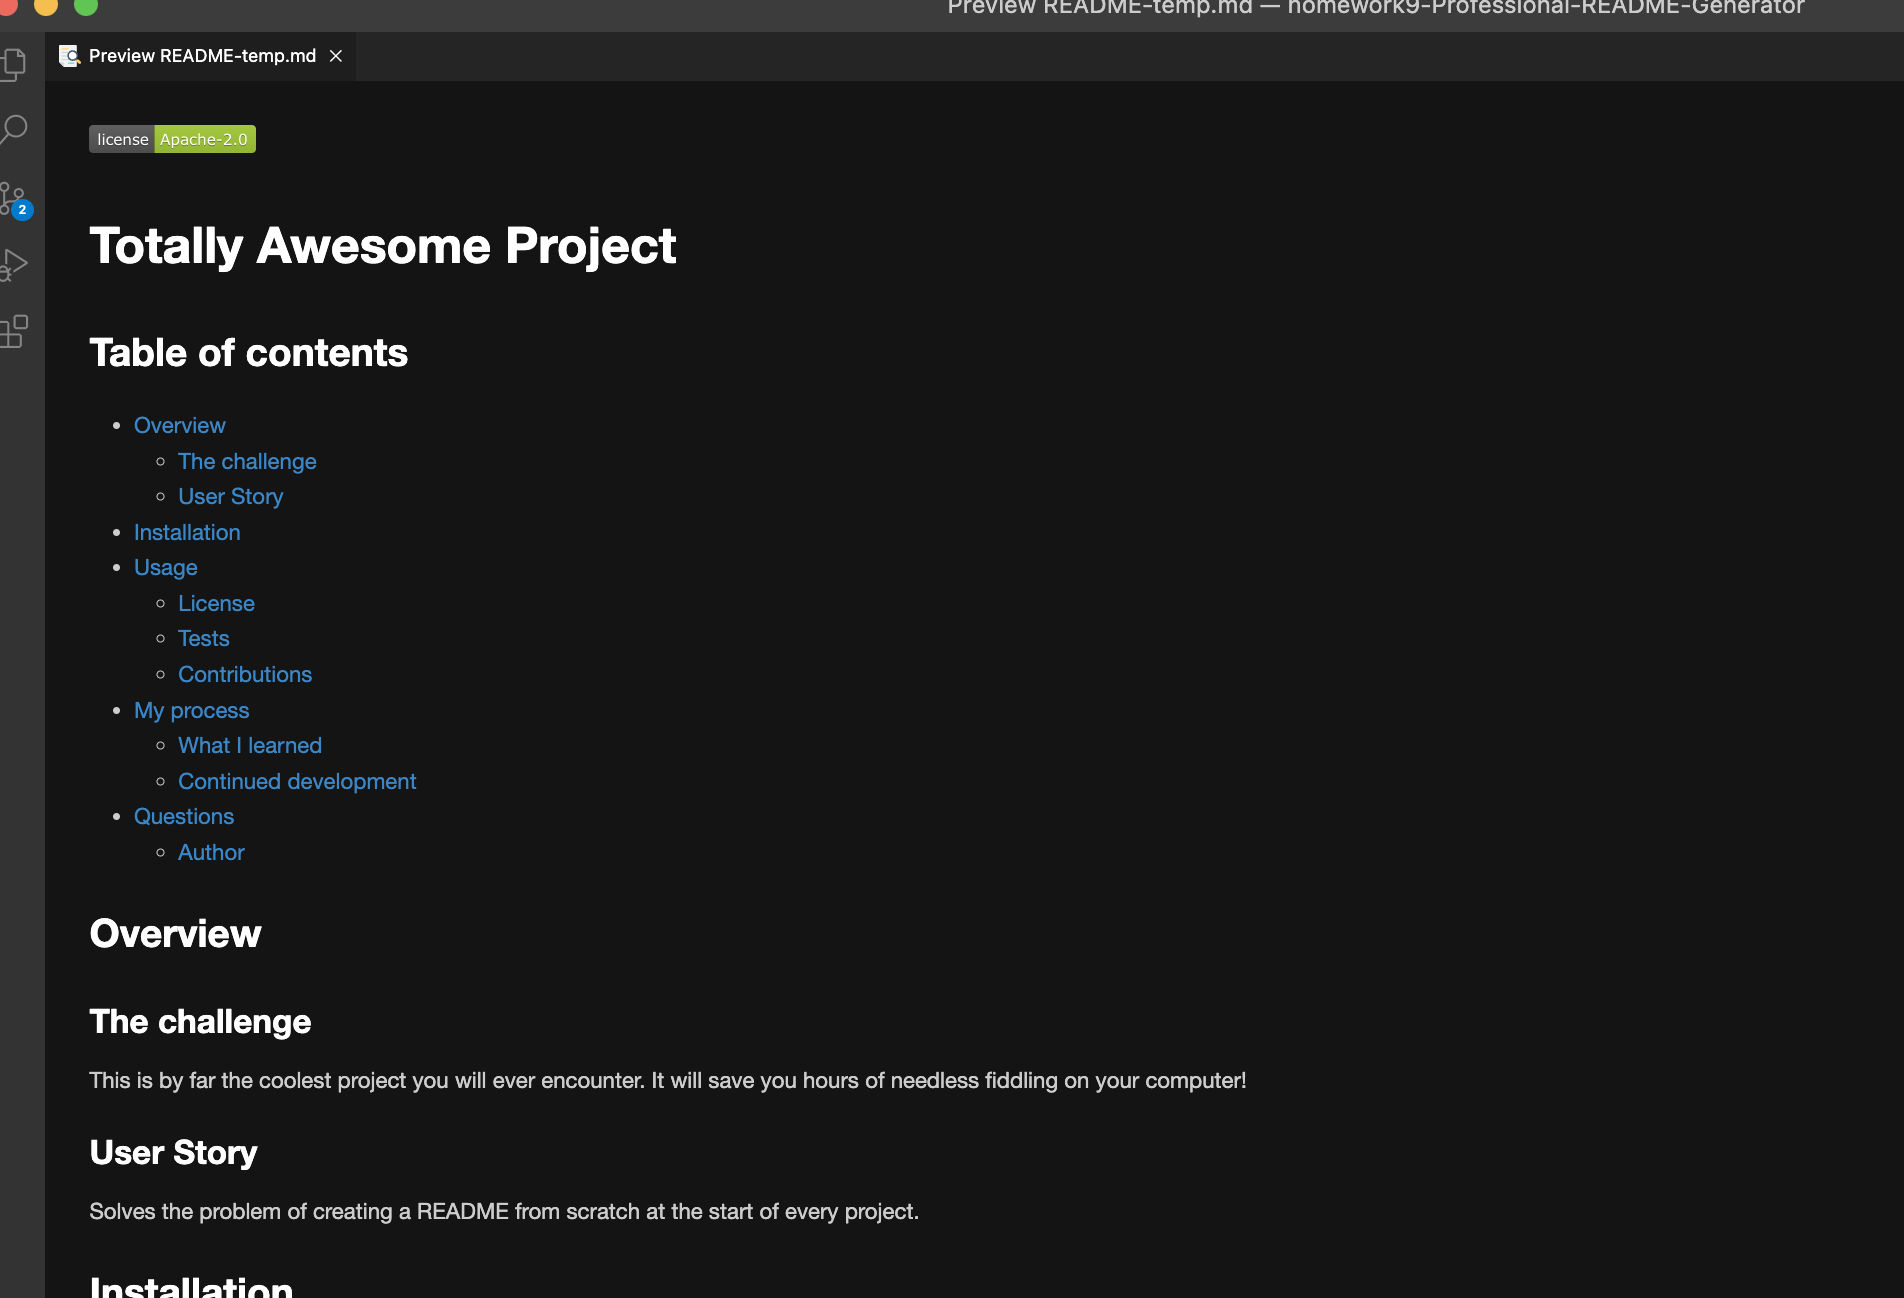 Preview README-temp.md — homework9-Professional-README-Generator
Preview README-temp.md
license Apache-2.0
2
Totally Awesome Project
Table of contents
Overview
The challenge
User Story
Installation
Usage
License
Tests
Contributions
My process
What I learned
Continued development
Questions
Author
Overview
The challenge
This is by far the coolest project you will ever encounter. It will save you hours of needless fiddling on your computer!
User Story
Solves the problem of creating a README from scratch at the start of every project.
Installation